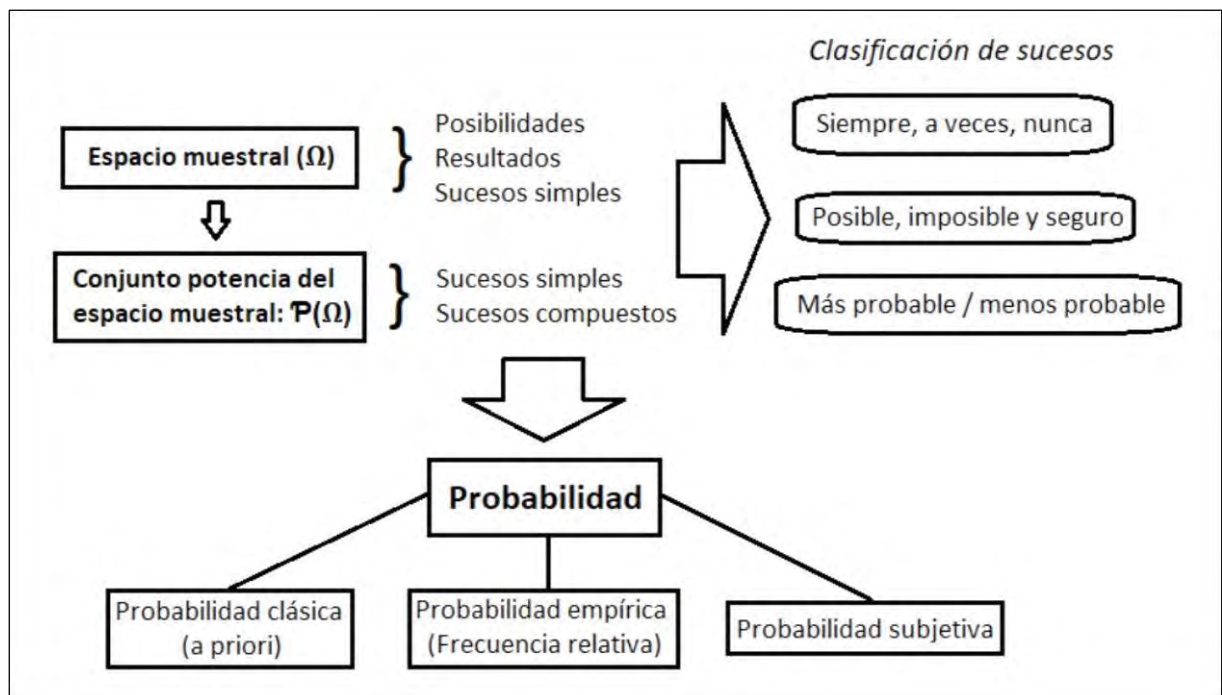 Clasificación de sucesos
Siempre, a veces, nunca
Posible, imposible y seguro
Más probable / menos probable
Espacio muestral (Ω)
Posibilidades
Resultados
Sucesos simples
Conjunto potencia del
espacio muestral: Ƥ(Ω)
Sucesos simples
Sucesos compuestos
Probabilidad
Probabilidad clásica
(a priori)
Probabilidad empírica
(Frecuencia relativa)
Probabilidad subjetiva